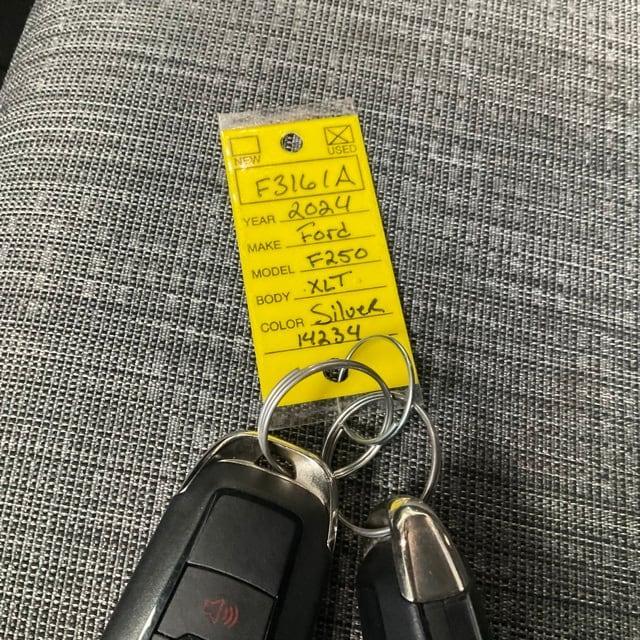 NEW USED
F3161A
YEAR 2024
MAKE Ford
MODEL F250
BODY XLT
COLOR Silver
14234